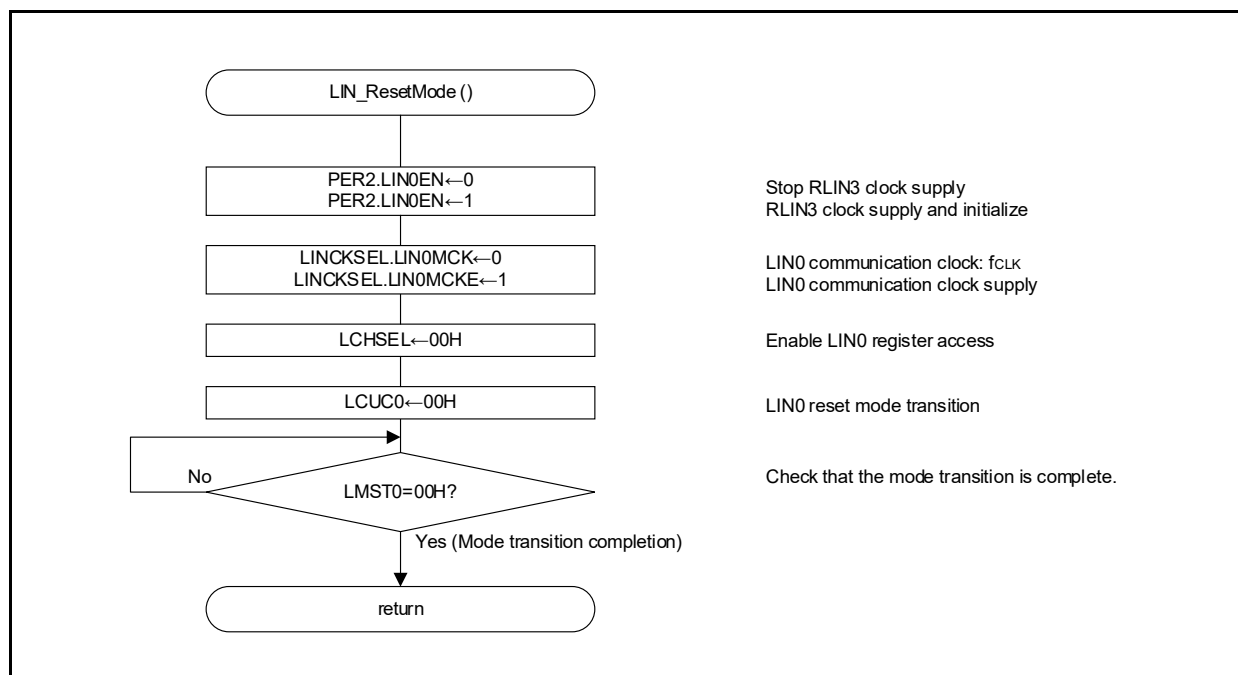 LIN_ResetMode ()
PER2.LIN0EN←0
PER2.LIN0EN←1
Stop RLIN3 clock supply
RLIN3 clock supply and initialize
LINCKSEL.LIN0MCK←0
LINCKSEL.LIN0MCKE←1
LIN0 communication clock: fCLK
LIN0 communication clock supply
LCHSEL←00H
Enable LIN0 register access
LCUC0←00H
LIN0 reset mode transition
No
LMST0=00H?
Check that the mode transition is complete.
Yes (Mode transition completion)
return